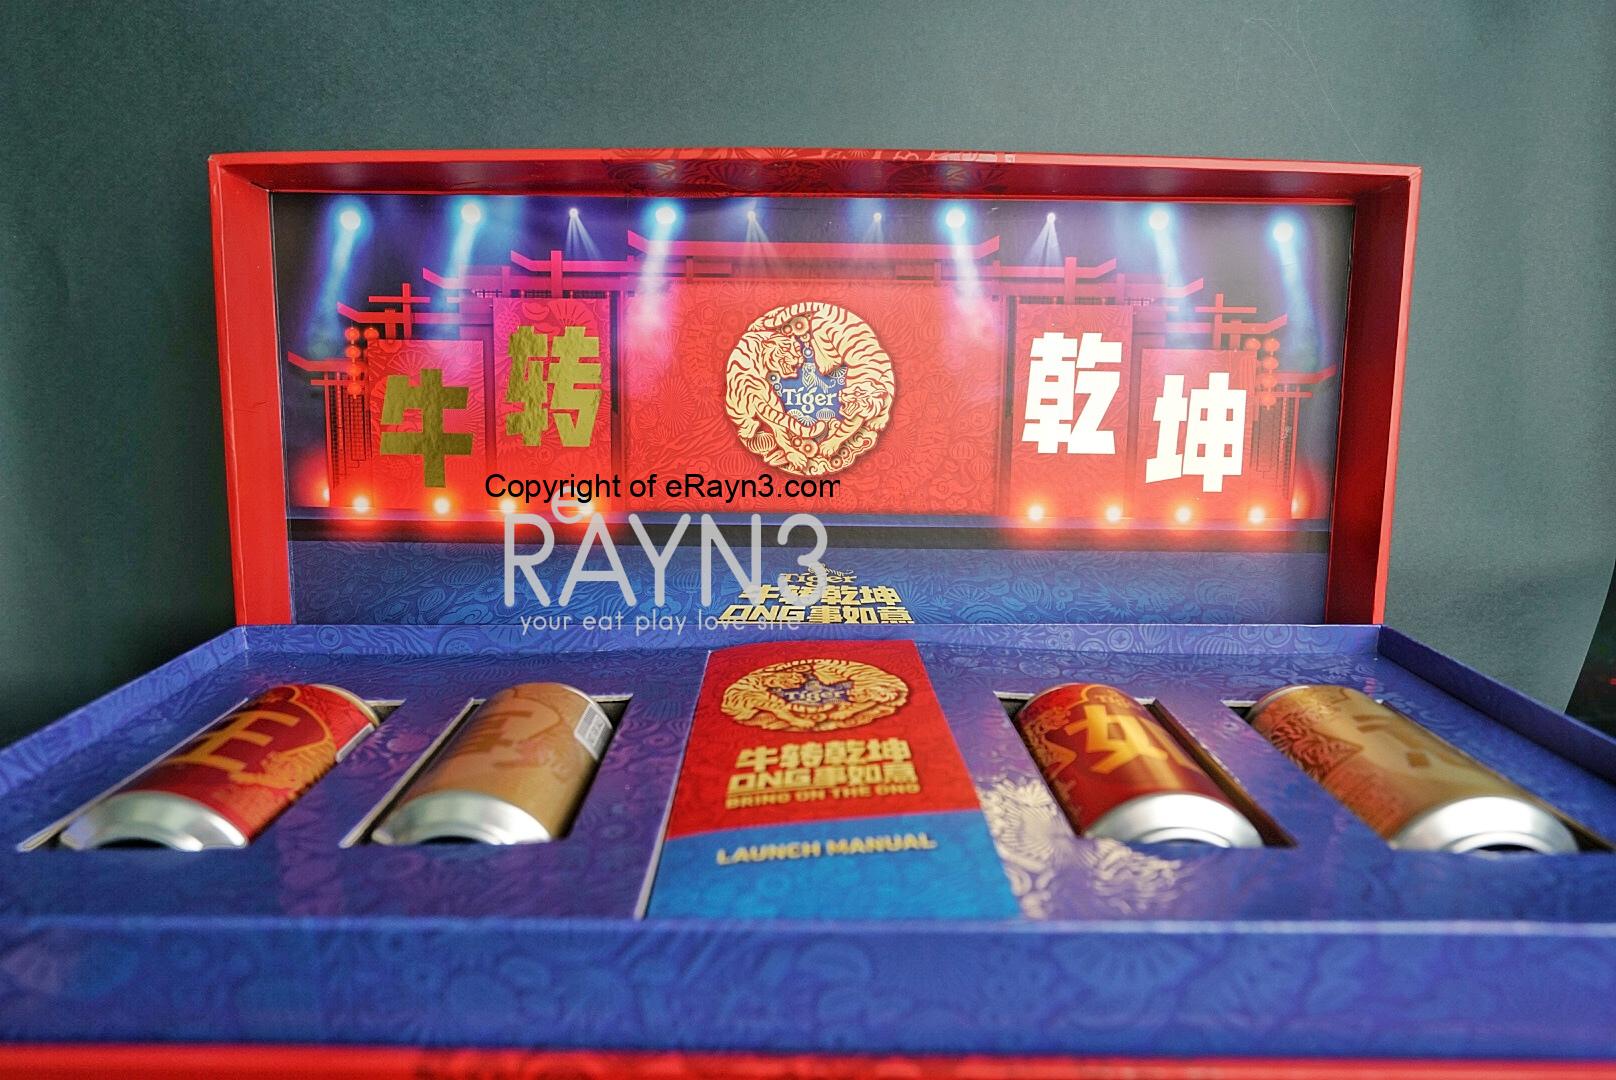 牛转
Tiger
乾坤
Copyright of eRayn3.com
eRAYN3
your eat play love site
Tiger
牛转乾坤
ONG事如意
Tiger
牛转乾坤
ONG事如意
BRING ON THE ONG
LAUNCH MANUAL